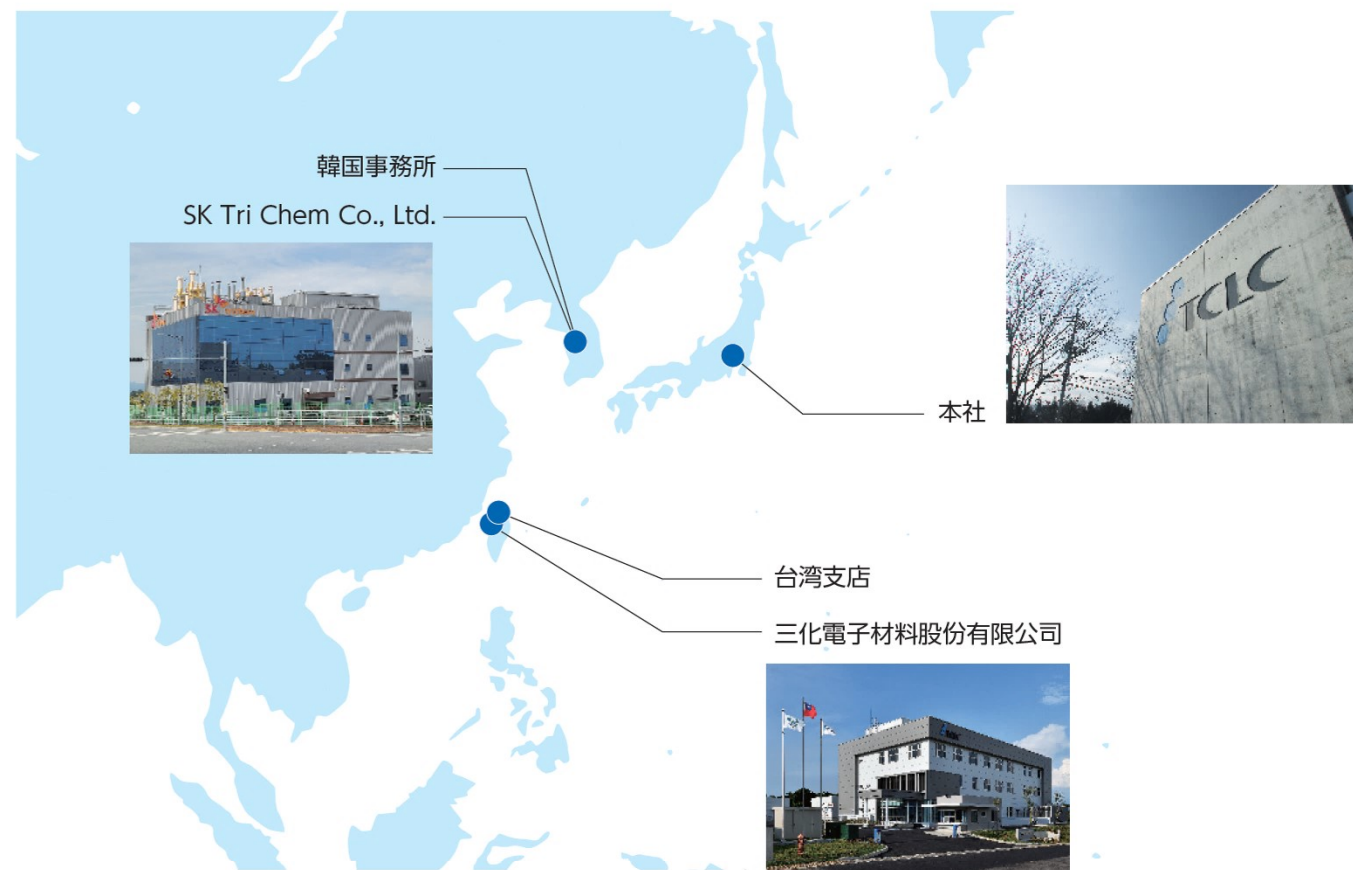 韓国事務所
SK Tri Chem Co., Ltd.
SK
TCLC
本社
台湾支店
三化電子材料股份有限公司